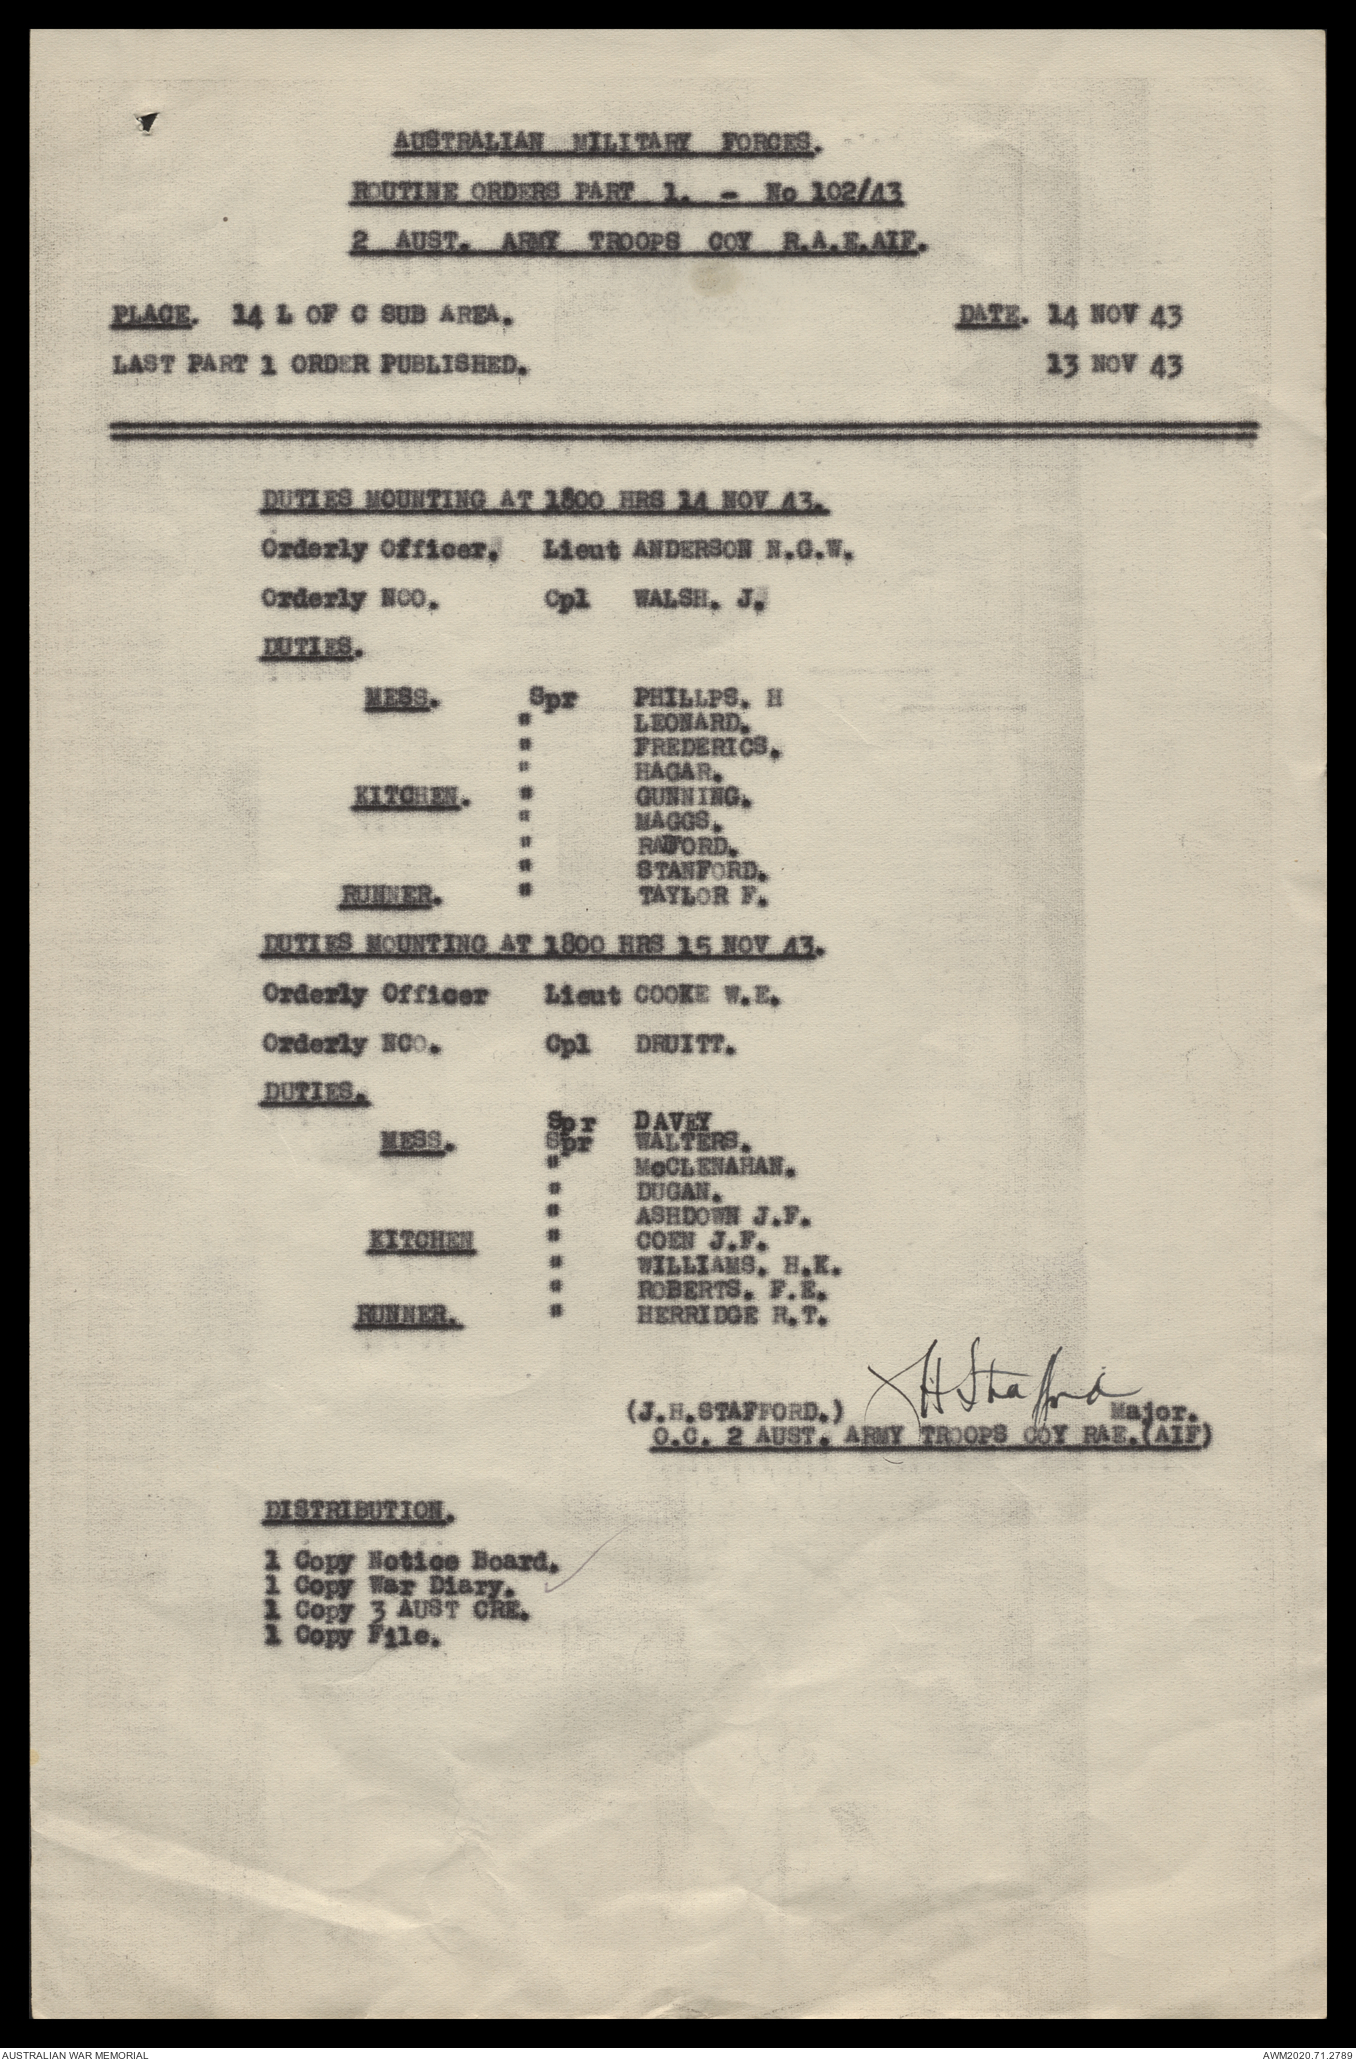 AUSTRALIAN MILITARY FORCES.
ROUTINE ORDERS PART 1. - No 102/43
2 AUST. ARMY TROOPS COY R.A.E.AIF.
PLACE. 14 L OF C SUB AREA. DATE. 14 NOV 43
LAST PART 1 ORDER PUBLISHED. 13 NOV 43
DUTIES MOUNTING AT 1800 HRS 14 NOV 43.
Orderly Officer. Lieut ANDERSON N.G.W.
Orderly NCO. Cpl WALSH. J.
DUTIES.
MESS. Spr PHILLPS. H
" LEONARD.
" FREDERICS.
" HAGAR.
KITCHEN. " GUNNING.
" MAGGS.
" RADFORD.
" STANFORD.
RUNNER. " TAYLOR F.
DUTIES MOUNTING AT 1800 HRS 15 NOV 43.
Orderly Officer Lieut COOKE W.E.
Orderly NCO. Cpl DRUITT.
DUTIES.
Spr DAVEY
MESS. Spr WALTERS.
" McCLENAHAN.
" DUGAN.
" ASHDOWN J.F.
KITCHEN " COEN J.F.
" WILLIAMS. H.K.
" ROBERTS. F.E.
RUNNER. " HERRIDGE R.T.
JH Stafford
(J.H.STAFFORD.) Major.
O.C. 2 AUST. ARMY TROOPS COY RAE.(AIF)
DISTRIBUTION.
1 Copy Notice Board.
1 Copy War Diary.
1 Copy 3 AUST CRE.
1 Copy File.
AUSTRALIAN WAR MEMORIAL AWM2020.71.2789